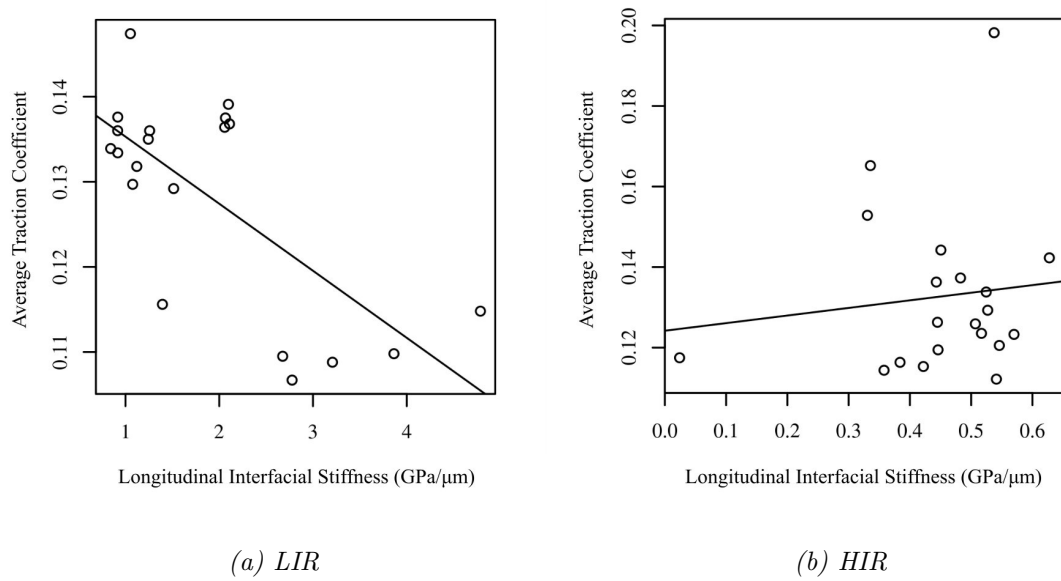 Average Traction Coefficient
0.14
0.13
0.12
0.11
1 2 3 4
Longitudinal Interfacial Stiffness (GPa/μm)
(a) LIR
Average Traction Coefficient
0.20
0.18
0.16
0.14
0.12
0.0 0.1 0.2 0.3 0.4 0.5 0.6
Longitudinal Interfacial Stiffness (GPa/μm)
(b) HIR